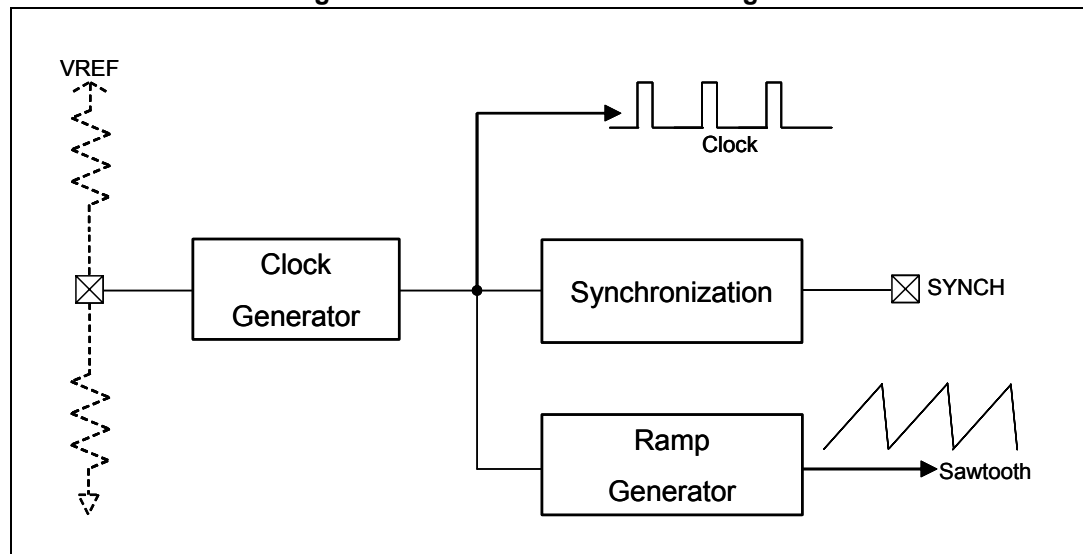 VREF
Clock
Clock
Generator
Synchronization
SYNCH
Ramp
Generator
Sawtooth